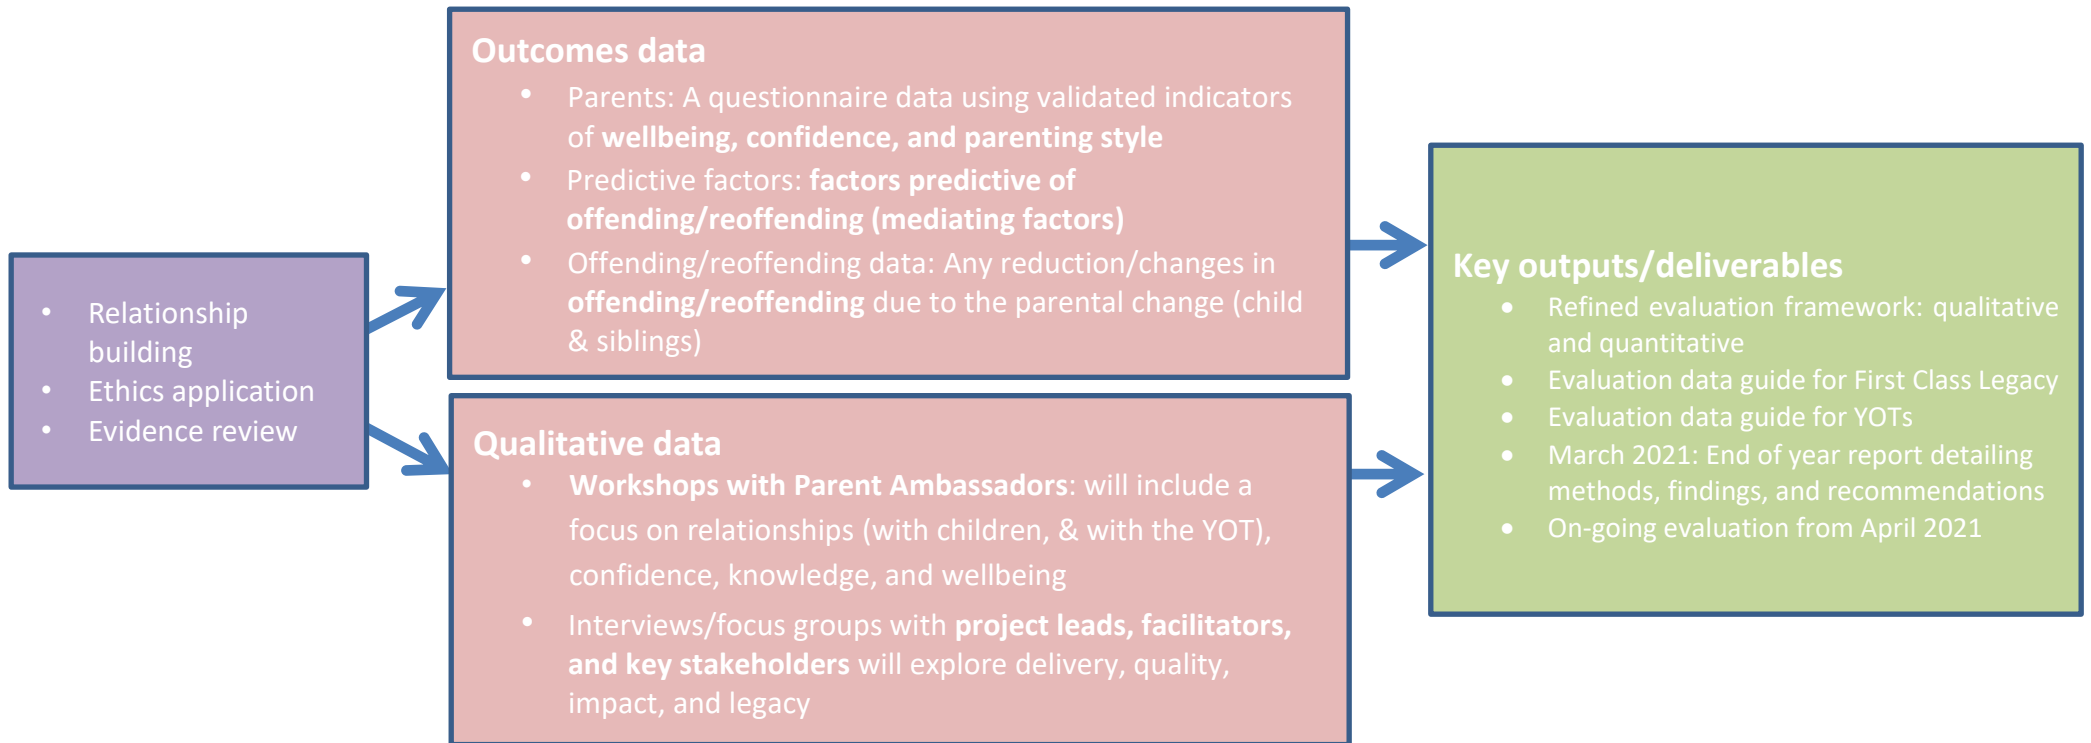 • Relationship
building
• Ethics application
• Evidence review
Outcomes data
• Parents: A questionnaire data using validated indicators
of wellbeing, confidence, and parenting style
• Predictive factors: factors predictive of
offending/reoffending (mediating factors)
• Offending/reoffending data: Any reduction/changes in
offending/reoffending due to the parental change (child
& siblings)
Qualitative data
• Workshops with Parent Ambassadors: will include a
focus on relationships (with children, & with the YOT),
confidence, knowledge, and wellbeing
• Interviews/focus groups with project leads, facilitators,
and key stakeholders will explore delivery, quality,
impact, and legacy
Key outputs/deliverables
• Refined evaluation framework: qualitative
and quantitative
• Evaluation data guide for First Class Legacy
• Evaluation data guide for YOTs
• March 2021: End of year report detailing
methods, findings, and recommendations
• On-going evaluation from April 2021